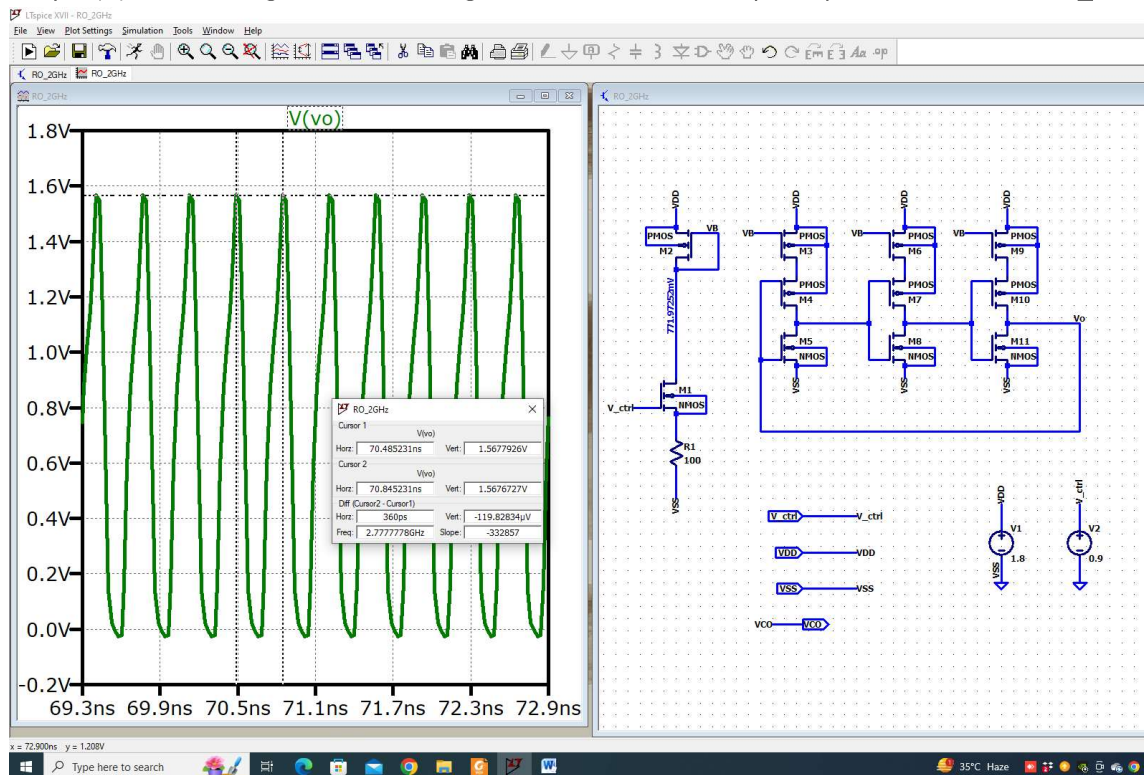 LTspice XVII - RO_2GHz
File View Plot Settings Simulation Tools Window Help
RO_2GHz RO_2GHz
RO_2GHz
V(vo)
1.8V
1.6V
1.4V
1.2V
1.0V
0.8V
0.6V
0.4V
0.2V
0.0V
-0.2V
69.3ns 69.9ns 70.5ns 71.1ns 71.7ns 72.3ns 72.9ns
RO_2GHz
Cursor 1
V(vo)
Horz: 70.485231ns Vert: 1.5677926V
Cursor 2
V(vo)
Horz: 70.845231ns Vert: 1.5676727V
Diff (Cursor2 - Cursor1)
Horz: 360ps Vert: -119.82834µV
Freq: 2.7777778GHz Slope: -332857
RO_2GHz
VDD VDD VDD VDD
PMOS VB VB PMOS VB PMOS VB PMOS
M2 M3 M6 M9
771.97252mV
PMOS PMOS PMOS
M4 M7 M10
Vo
M5 M8 M11
NMOS NMOS NMOS
VSS VSS VSS
M1
V_ctrl NMOS
R1
100
VSS
V_ctrl V_ctrl
VDD VDD
VSS VSS
VCO VCO
VDD V_ctrl
V1 V2
1.8 0.9
VSS
x = 72.900ns y = 1.208V
Type here to search
35°C Haze